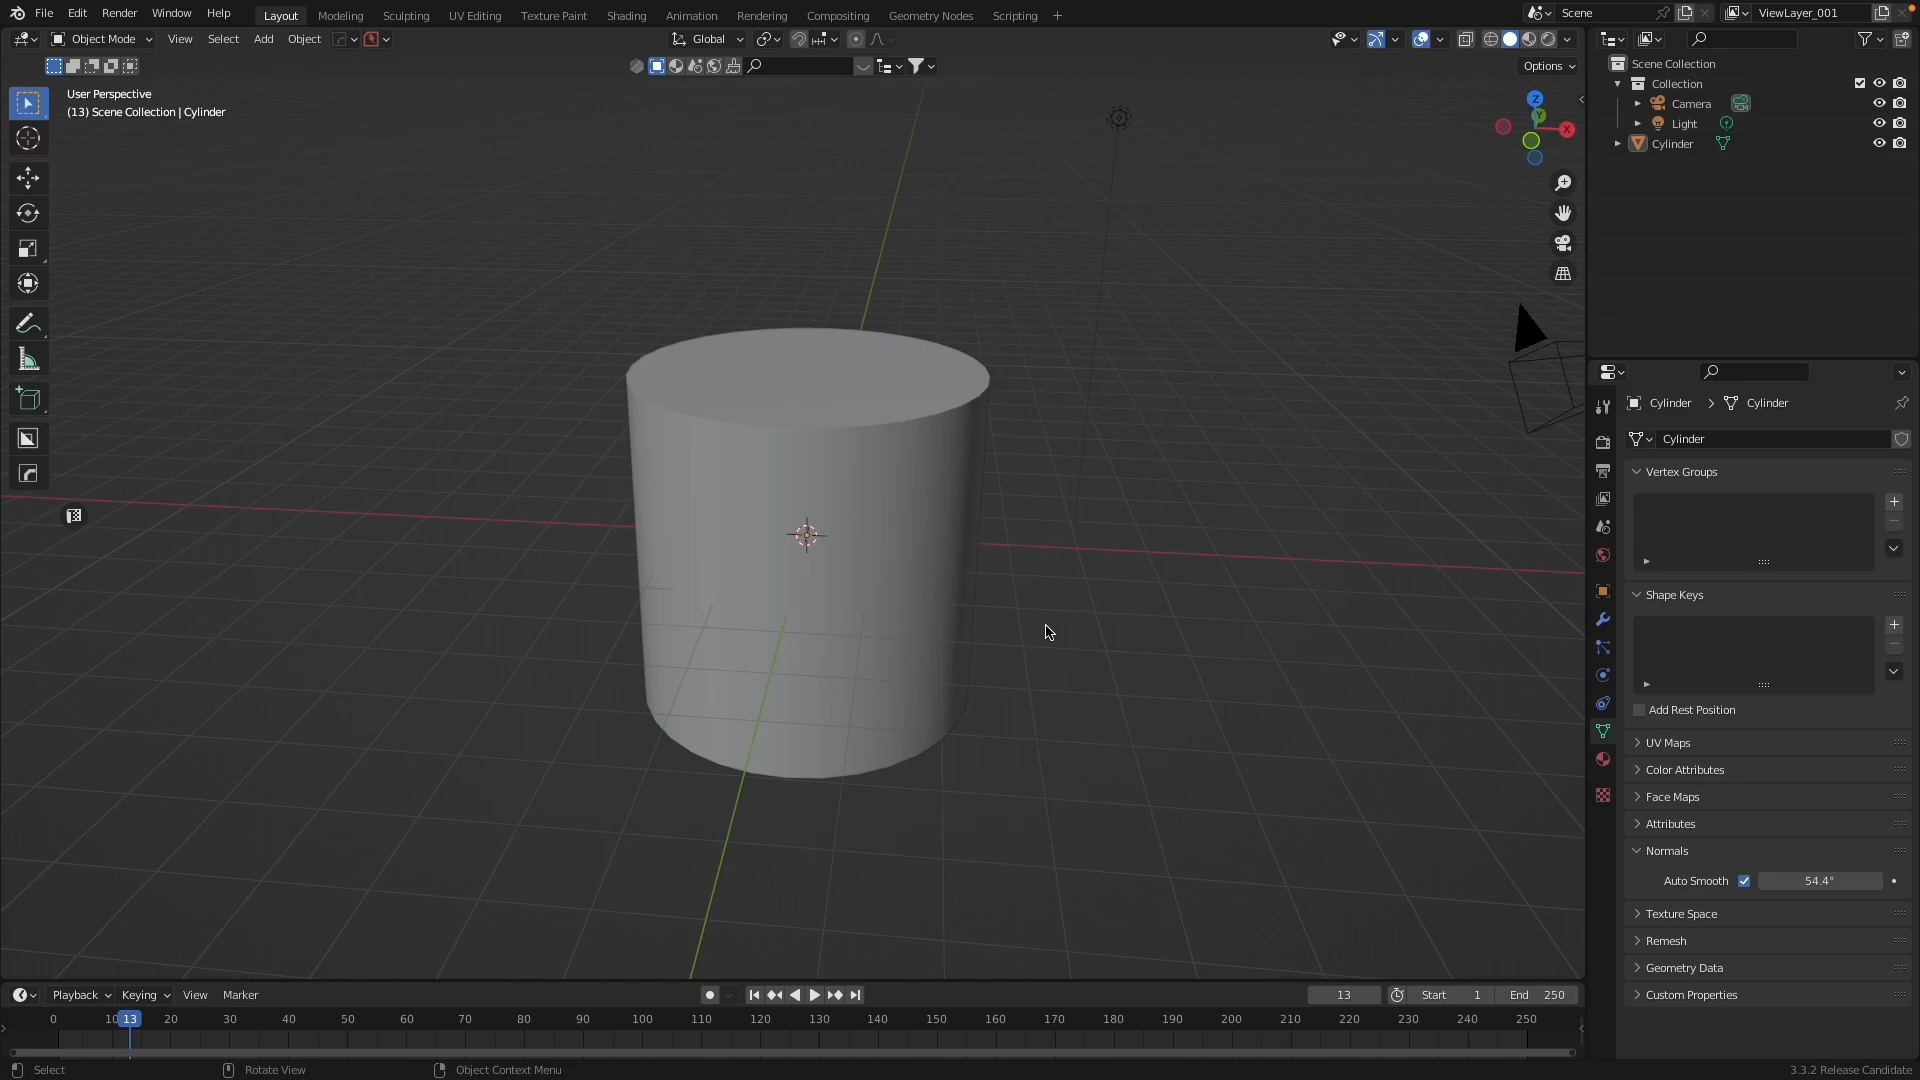 File Edit Render Window Help Layout Modeling Sculpting UV Editing Texture Paint Shading Animation Rendering Compositing Geometry Nodes Scripting + Scene ViewLayer_001
Object Mode View Select Add Object Global
Options
User Perspective
(13) Scene Collection | Cylinder
Z
Y
X
Scene Collection
Collection
Camera
Light
Cylinder
Cylinder > Cylinder
Cylinder
Vertex Groups
Shape Keys
Add Rest Position
UV Maps
Color Attributes
Face Maps
Attributes
Normals
Auto Smooth 54.4°
Texture Space
Remesh
Geometry Data
Custom Properties
Playback Keying View Marker 13 Start 1 End 250
0 10 13 20 30 40 50 60 70 80 90 100 110 120 130 140 150 160 170 180 190 200 210 220 230 240 250
Select Rotate View Object Context Menu 3.3.2 Release Candidate